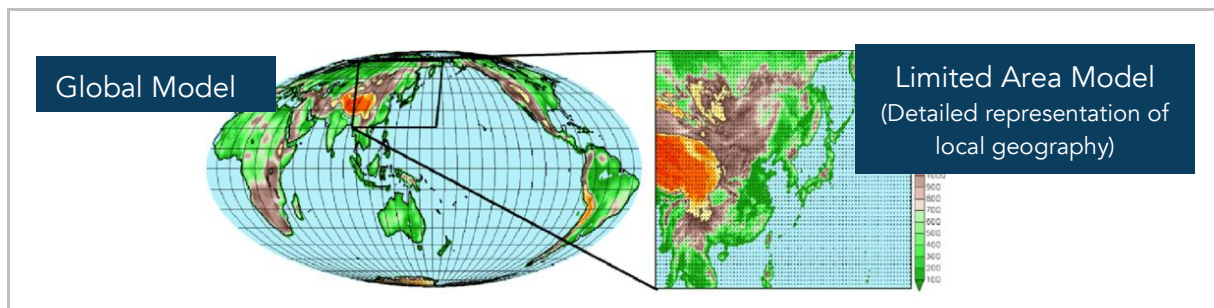 Global Model
Limited Area Model
(Detailed representation of
local geography)
1000
900
800
700
600
500
400
300
200
100